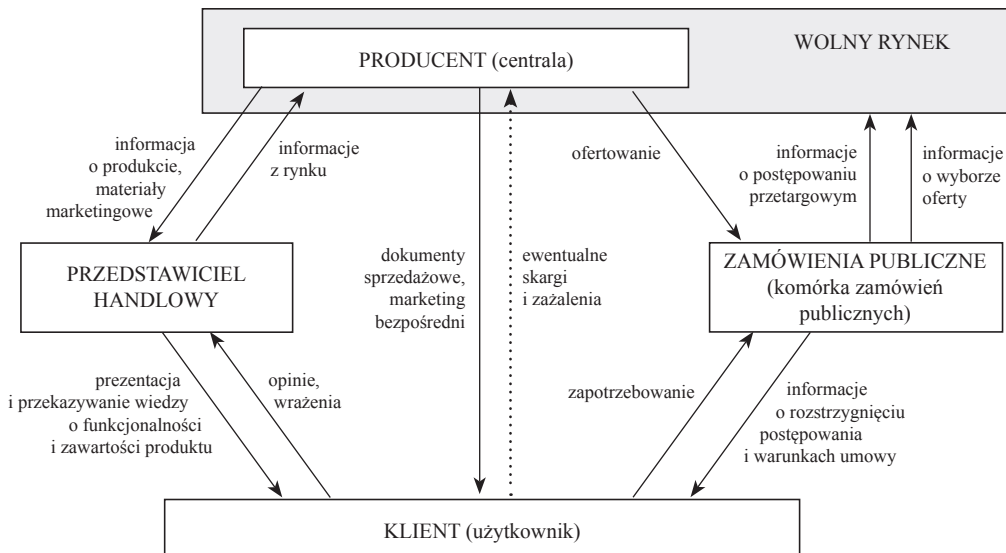 WOLNY RYNEK
PRODUCENT (centrala)
informacja
o produkcie,
materiały
marketingowe
informacje
z rynku
ofertowanie
informacje
o postępowaniu
przetargowym
informacje
o wyborze
oferty
PRZEDSTAWICIEL
HANDLOWY
dokumenty
sprzedażowe,
marketing
bezpośredni
ewentualne
skargi
i zażalenia
ZAMÓWIENIA PUBLICZNE
(komórka zamówień
publicznych)
prezentacja
i przekazywanie wiedzy
o funkcjonalności
i zawartości produktu
opinie,
wrażenia
zapotrzebowanie
informacje
o rozstrzygnięciu
postępowania
i warunkach umowy
KLIENT (użytkownik)